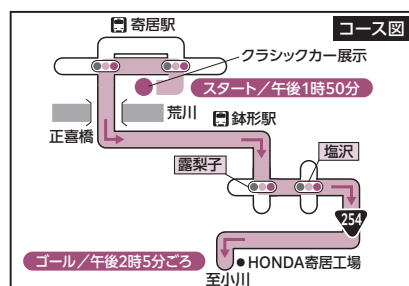 コース図
寄居駅
クラシックカー展示
スタート／午後1時50分
荒川
正喜橋
鉢形駅
露梨子
塩沢
254
ゴール／午後2時5分ごろ
HONDA寄居工場
至小川